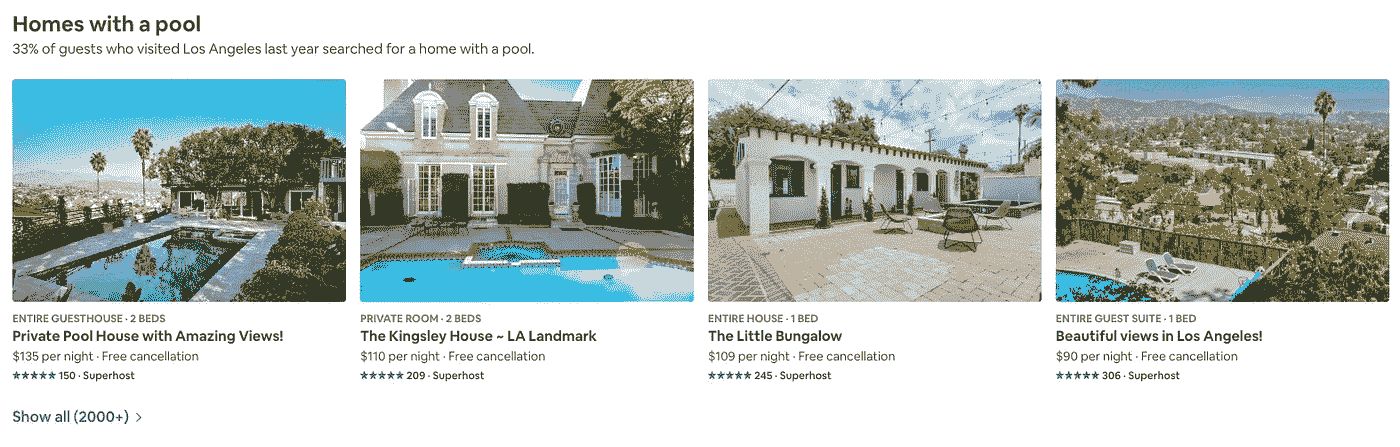 Homes with a pool
33% of guests who visited Los Angeles last year searched for a home with a pool.
ENTIRE GUESTHOUSE · 2 BEDS
Private Pool House with Amazing Views!
$135 per night · Free cancellation
★★★★★ 150 · Superhost
PRIVATE ROOM · 2 BEDS
The Kingsley House ~ LA Landmark
$110 per night · Free cancellation
★★★★★ 209 · Superhost
ENTIRE HOUSE · 1 BED
The Little Bungalow
$109 per night · Free cancellation
★★★★★ 245 · Superhost
ENTIRE GUEST SUITE · 1 BED
Beautiful views in Los Angeles!
$90 per night · Free cancellation
★★★★★ 306 · Superhost
Show all (2000+) >